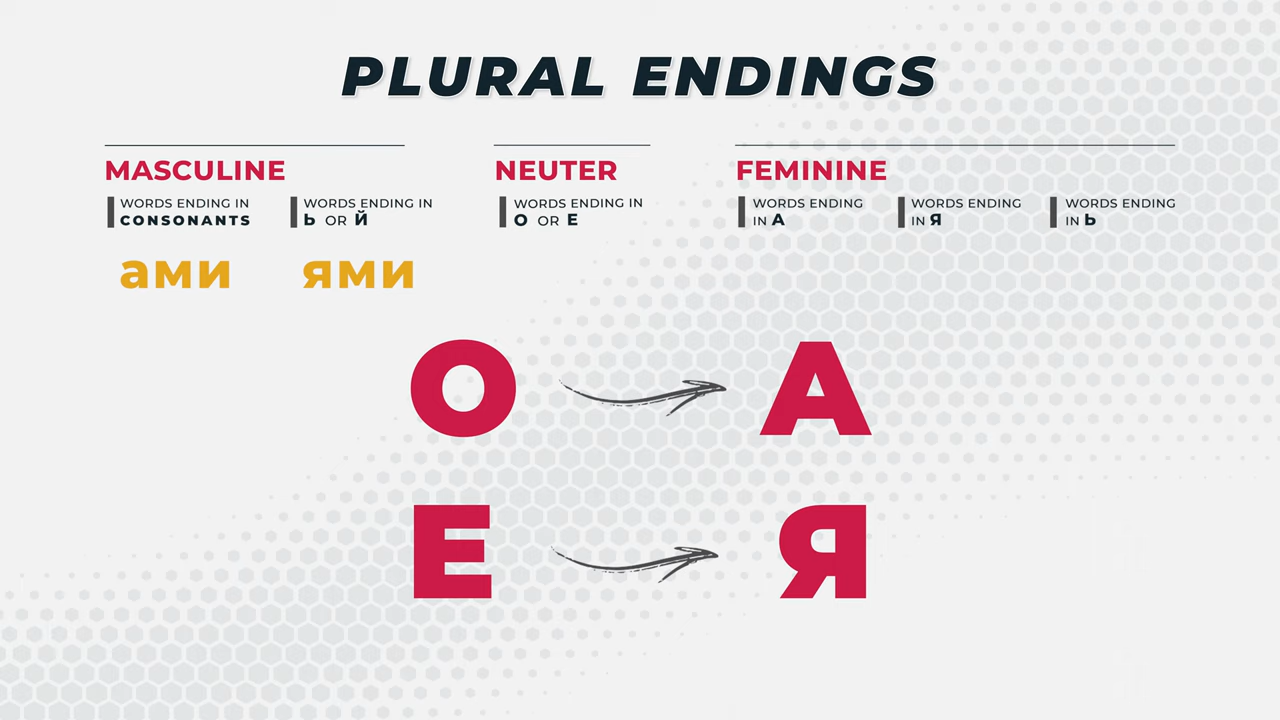 PLURAL ENDINGS
MASCULINE
WORDS ENDING IN
CONSONANTS
WORDS ENDING IN
Ь OR Й
ами
ями
NEUTER
WORDS ENDING IN
О OR Е
FEMININE
WORDS ENDING
IN А
WORDS ENDING
IN Я
WORDS ENDING
IN Ь
О А
Е Я